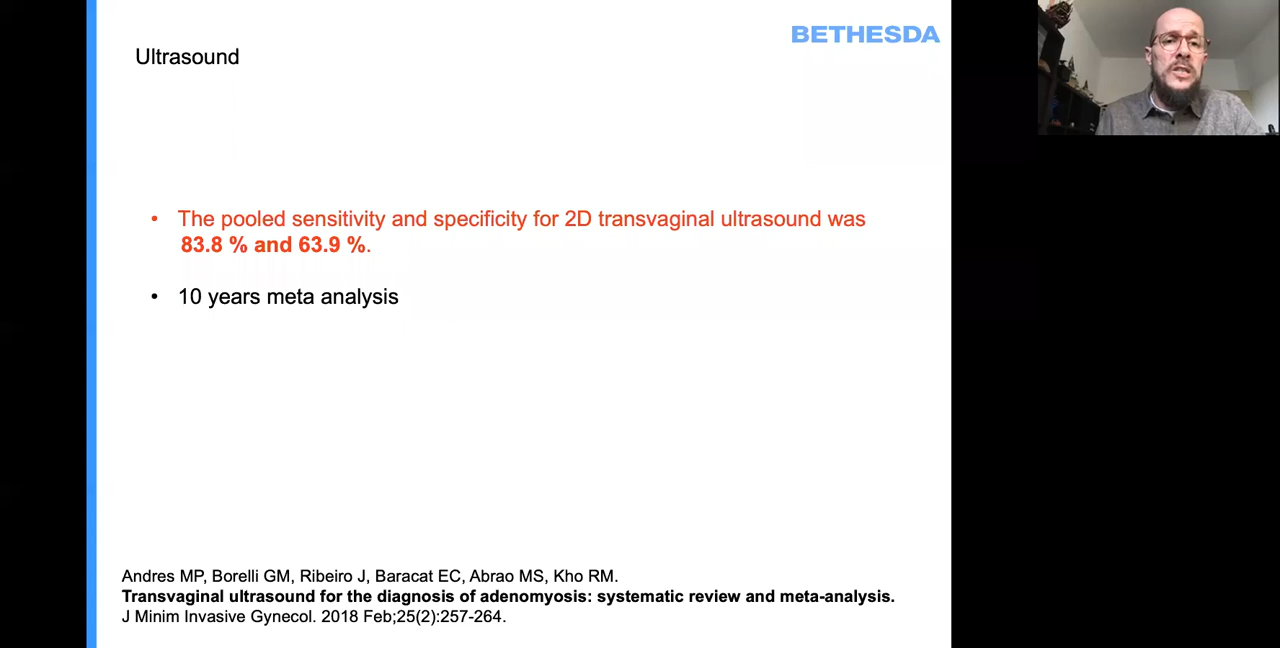 BETHESDA
Ultrasound
• The pooled sensitivity and specificity for 2D transvaginal ultrasound was
83.8 % and 63.9 %.
• 10 years meta analysis
Andres MP, Borelli GM, Ribeiro J, Baracat EC, Abrao MS, Kho RM.
Transvaginal ultrasound for the diagnosis of adenomyosis: systematic review and meta-analysis.
J Minim Invasive Gynecol. 2018 Feb;25(2):257-264.